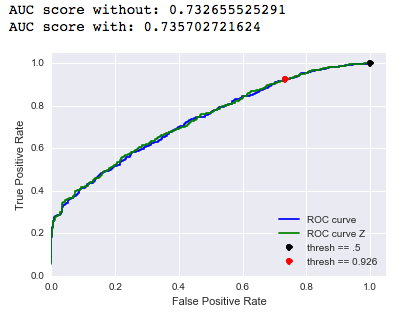 AUC score without: 0.732655525291
AUC score with: 0.735702721624
1.0
0.8
0.6
0.4
0.2
0.0
True Positive Rate
ROC curve
ROC curve Z
thresh == .5
thresh == 0.926
0.0 0.2 0.4 0.6 0.8 1.0
False Positive Rate